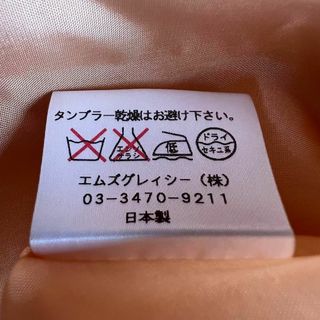 タンブラー乾燥はお避け下さい。
エンソサラシ 低 ドライ セキユ系
エムズグレイシー（株）
03-3470-9211
日本製